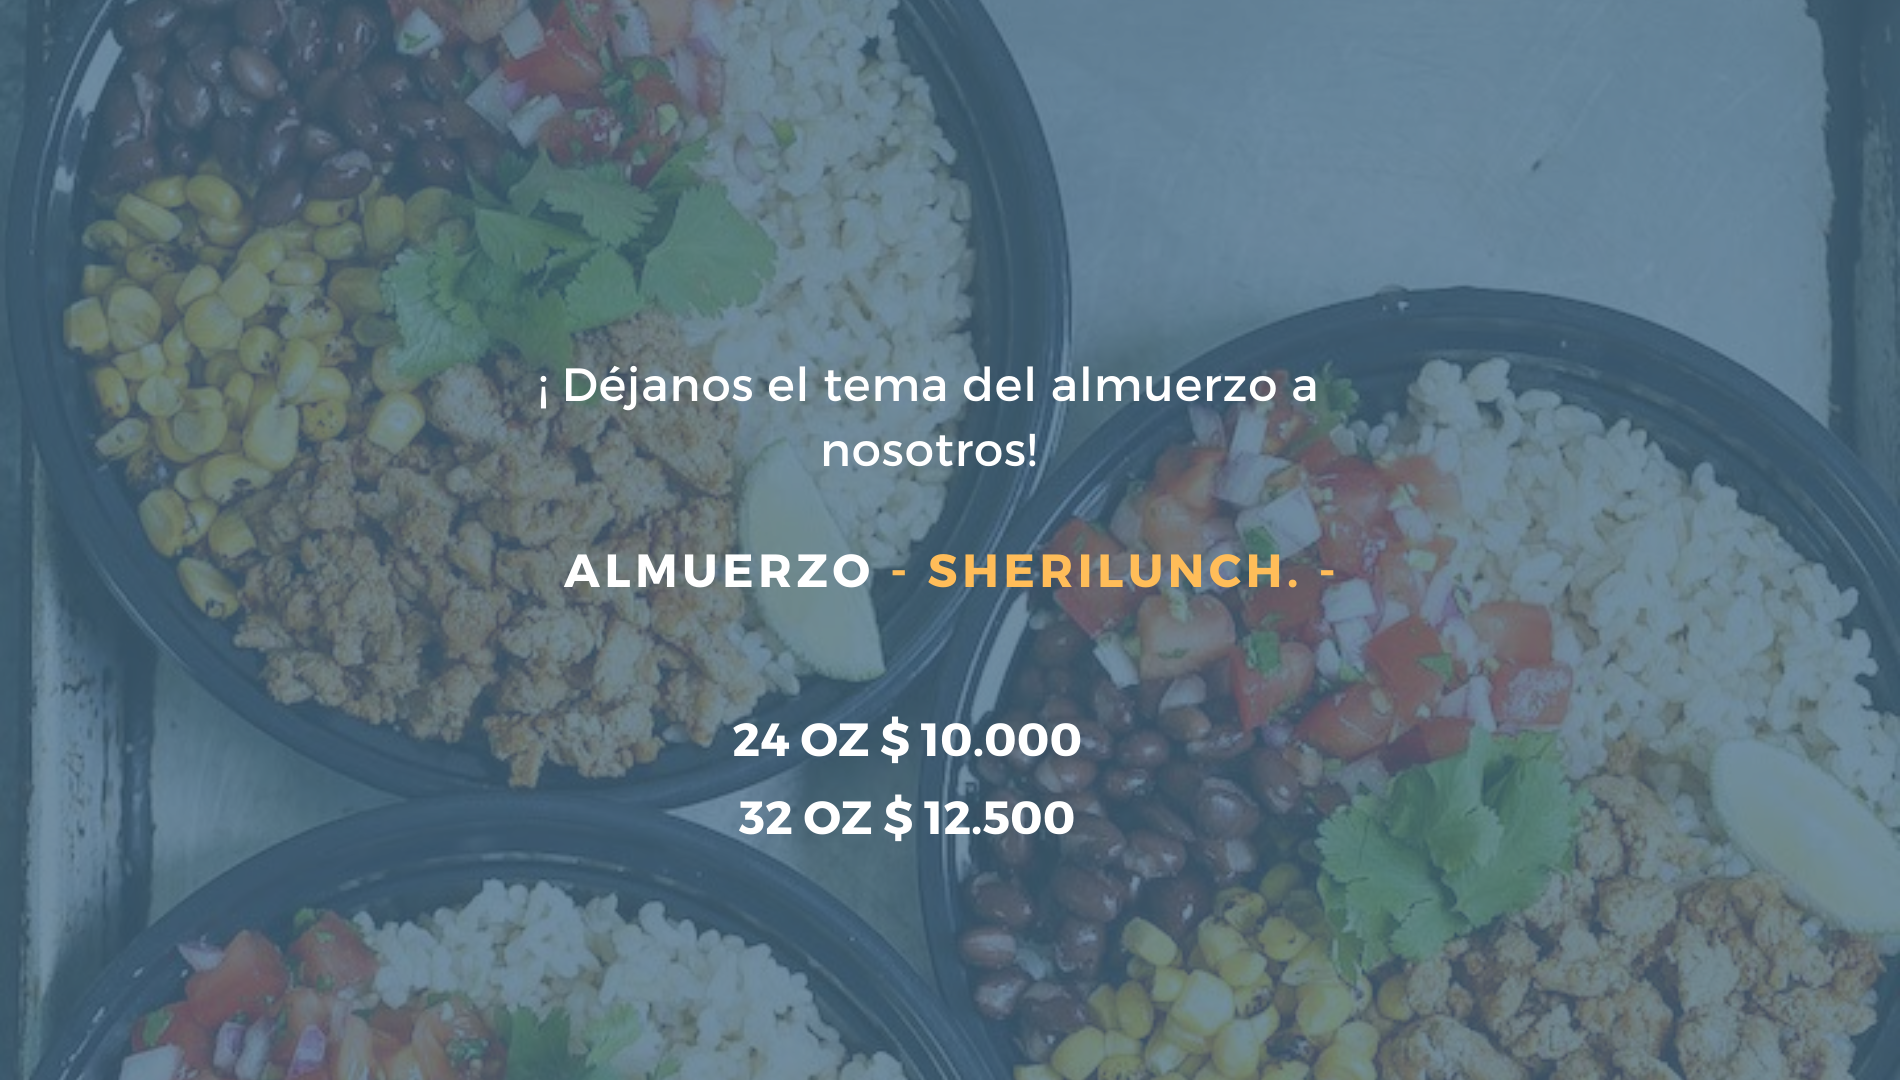 ¡ Déjanos el tema del almuerzo a
nosotros!
ALMUERZO - SHERILUNCH. -
24 OZ $ 10.000
32 OZ $ 12.500